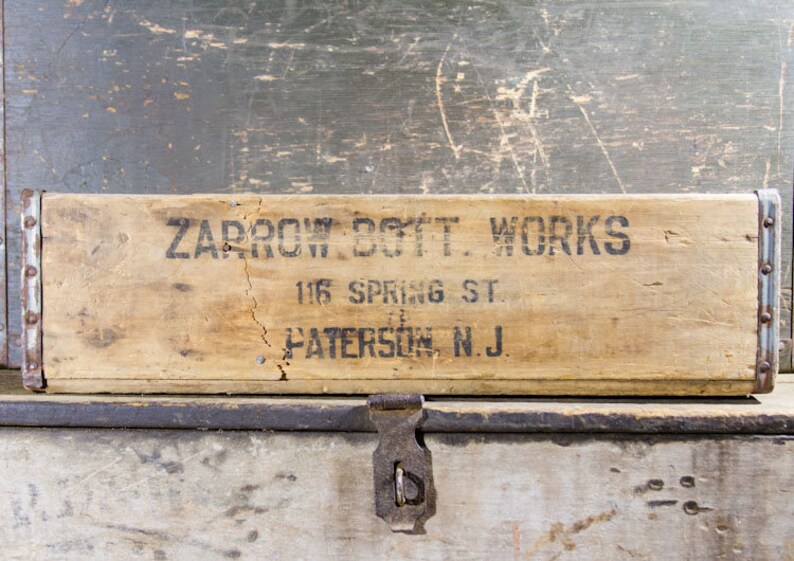 ZARROW BOTT. WORKS
116 SPRING ST.
PATERSON, N.J.